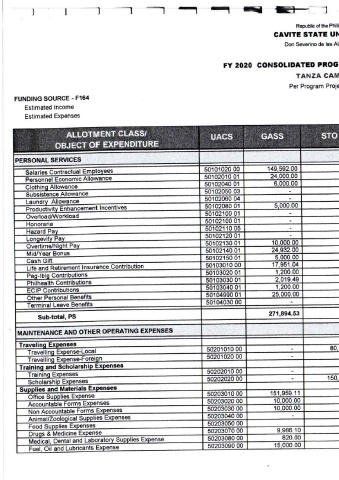 Republic of the
CAVITE STATE UN
Don Severino de las Al
FY 2020 CONSOLIDATED PROG
TANZA CAM
Per Program Proje
FUNDING SOURCE - F164
Estimated Income
Estimated Expenses
ALLOTMENT CLASS/ OBJECT OF EXPENDITURE UACS GASS STO
PERSONAL SERVICES
Salaries Contractual Employees 50101020 00 149,592.00
Personnel Economic Allowance 50102010 01 24,000.00
Clothing Allowance 50102040 01 6,000.00
Subsistence Allowance 50102050 03 -
Laundry Allowance 50102060 04 -
Productivity Enhancement Incentives 50102080 01 5,000.00
Overload/Workload 50102100 01 -
Honoraria 50102100 01 -
Hazard Pay 50102110 05 -
Longevity Pay 50102120 01 -
Overtime/Night Pay 50102130 01 10,000.00
Mid/Year Bonus 50102140 01 24,932.00
Cash Gift 50102150 01 5,000.00
Life and Retirement Insurance Contribution 50103010 00 17,951.04
Pag-Ibig Contributions 50103020 01 1,200.00
Philhealth Contributions 50103030 01 2,019.49
ECIP Contributions 50103040 01 1,200.00
Other Personal Benefits 50104990 01 25,000.00
Terminal Leave Benefits 50104030 00 -
Sub-total, PS 271,894.53
MAINTENANCE AND OTHER OPERATING EXPENSES
Traveling Expenses
Travelling Expense-Local 50201010 00 - 80,
Travelling Expense-Foreign 50201020 00 -
Training and Scholarship Expenses
Training Expenses 50202010 00 -
Scholarship Expenses 50202020 00 - 150,
Supplies and Materials Expenses
Office Supplies Expense 50203010 00 151,959.11
Accountable Forms Expenses 50203020 00 10,000.00
Non Accountable Forms Expenses 50203030 00 10,000.00
Animal/Zoological Supplies Expenses 50203040 00 -
Food Supplies Expenses 50203050 00
Drugs & Medicine Expense 50203070 00 9,966.10
Medical, Dental and Laboratory Supplies Expense 50203080 00 820.00
Fuel, Oil and Lubricants Expense 50203090 00 15,000.00